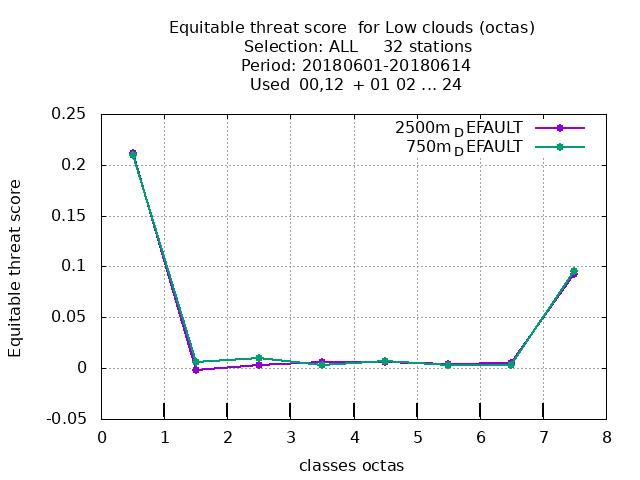 Equitable threat score  for Low clouds (octas)
Selection: ALL     32 stations
Period: 20180601-20180614
Used  00,12  + 01 02 ... 24
0.25
0.2
0.15
0.1
0.05
0
-0.05
Equitable threat score
2500m_DEFAULT
750m_DEFAULT
0 1 2 3 4 5 6 7 8
classes octas